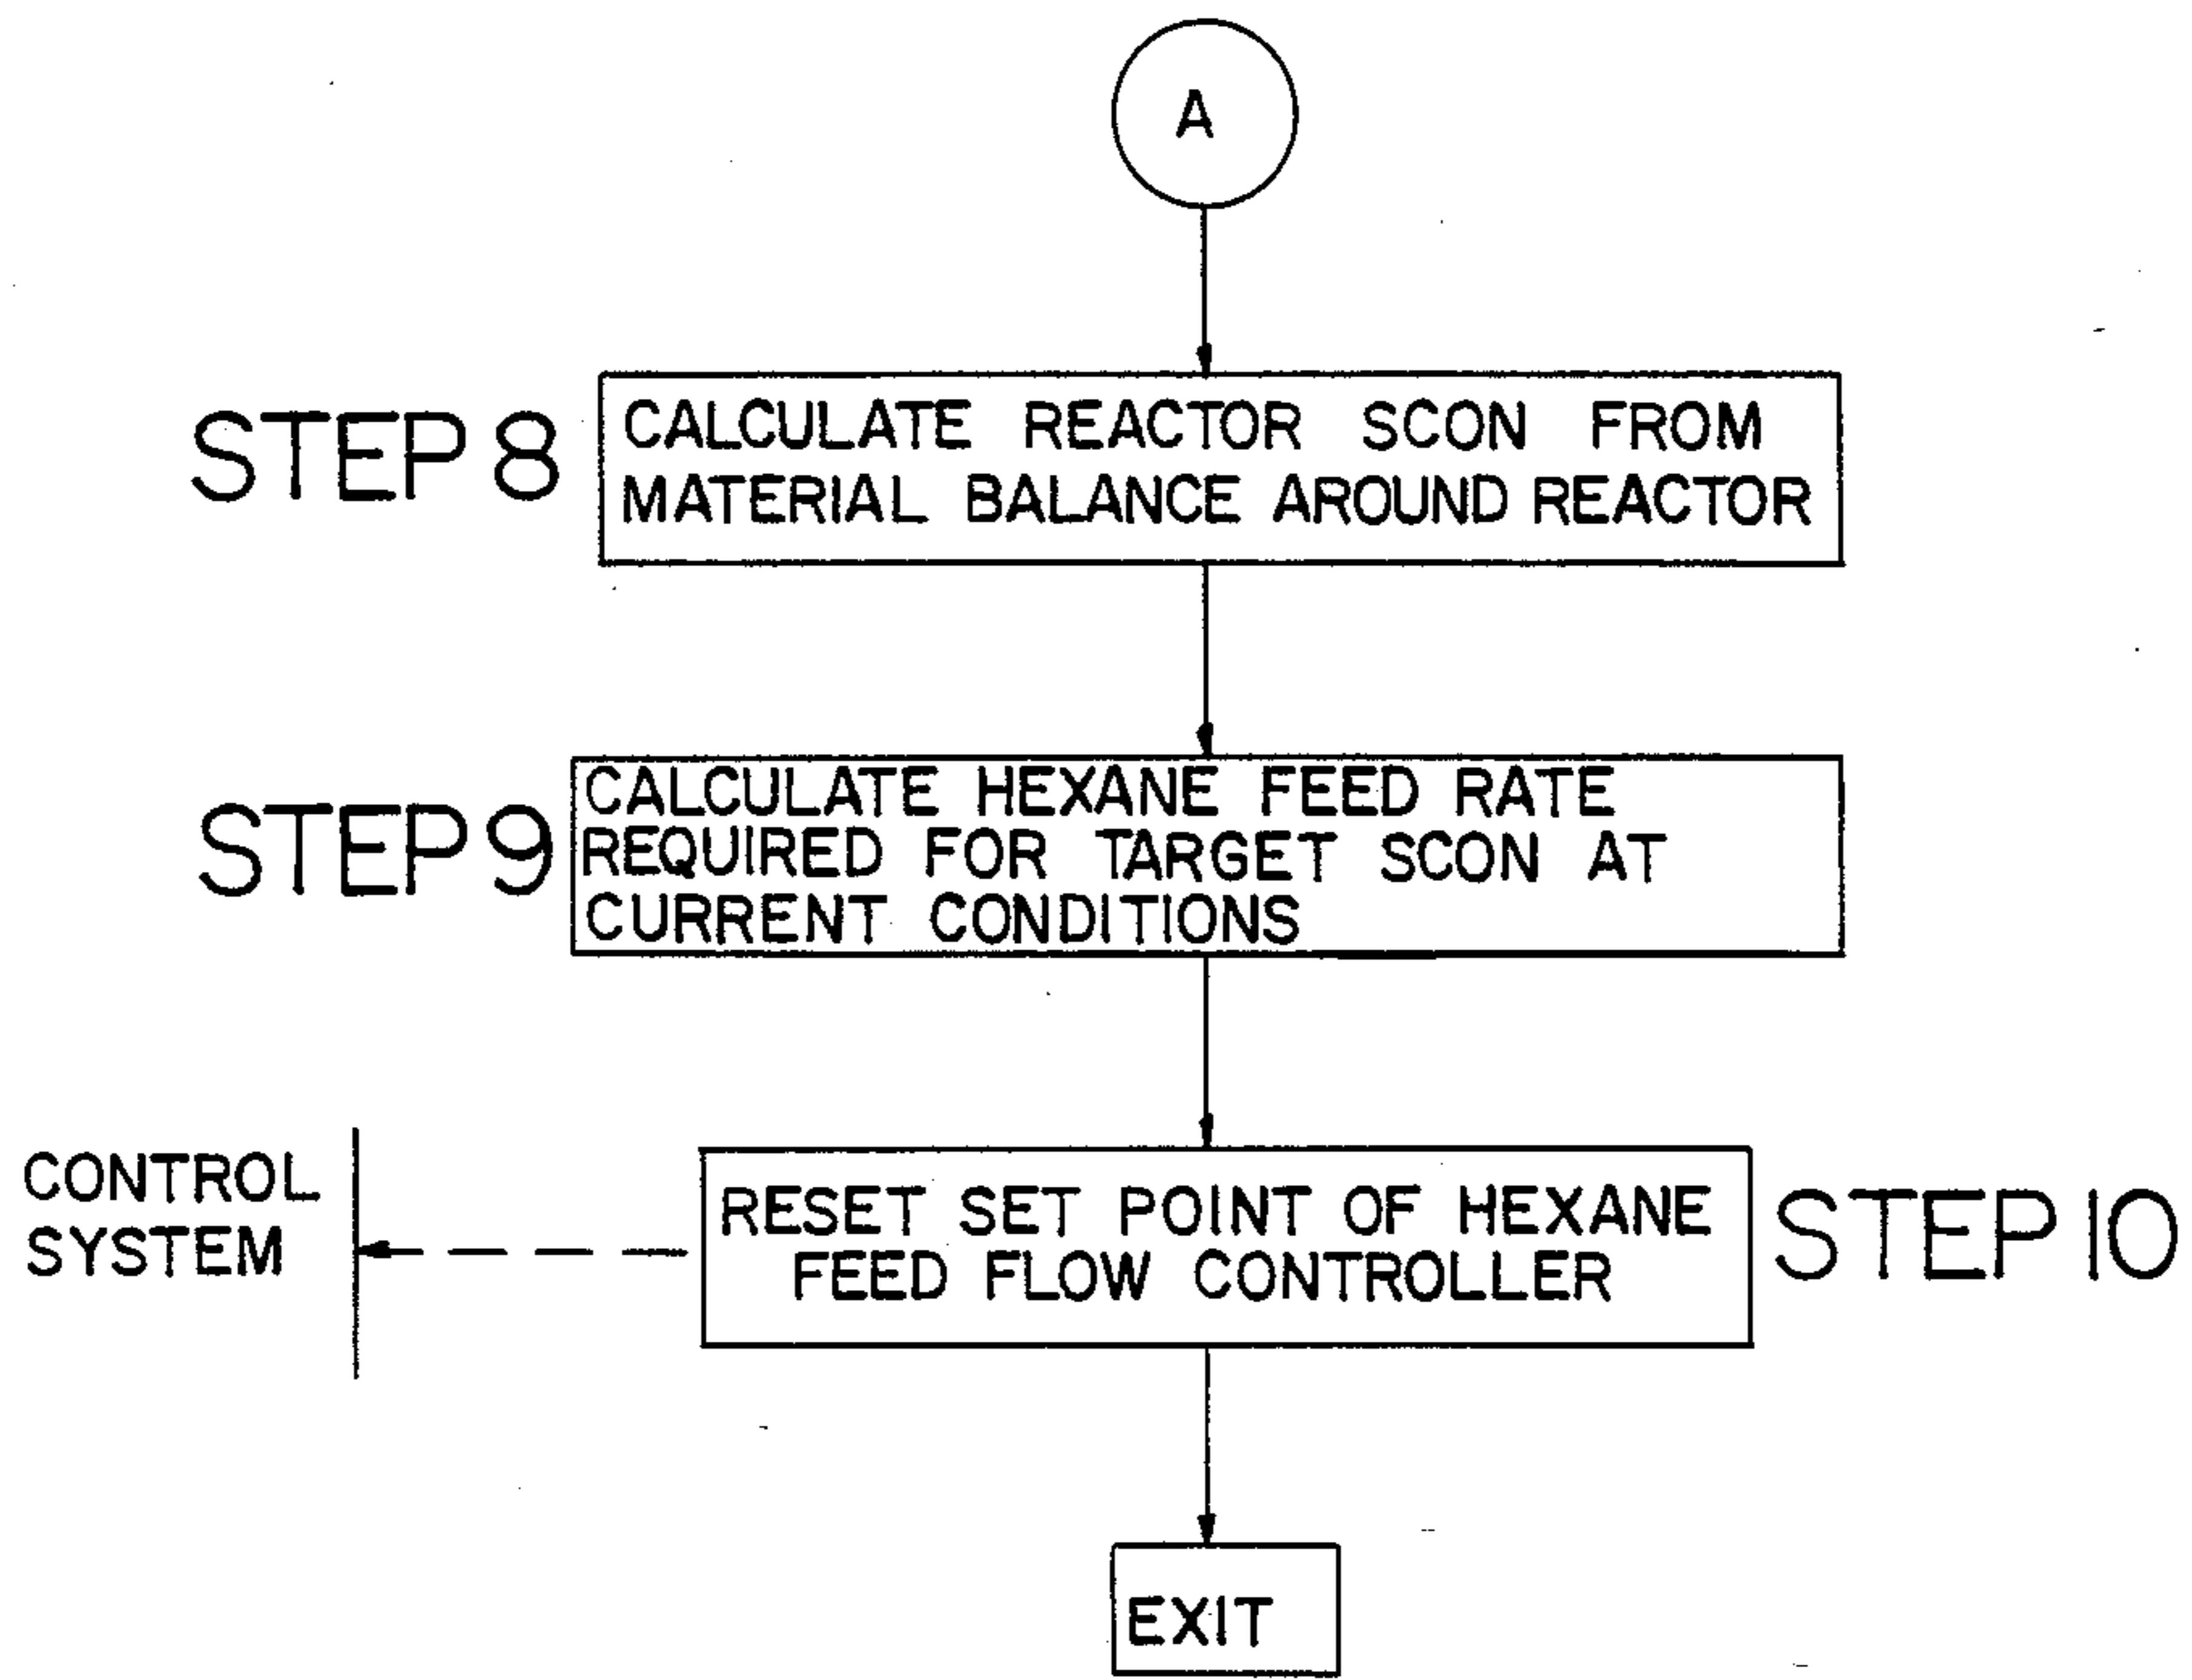 A
STEP 8
CALCULATE REACTOR SCON FROM
MATERIAL BALANCE AROUND REACTOR
STEP 9
CALCULATE HEXANE FEED RATE
REQUIRED FOR TARGET SCON AT
CURRENT CONDITIONS
CONTROL
SYSTEM
RESET SET POINT OF HEXANE
FEED FLOW CONTROLLER
STEP 10
EXIT